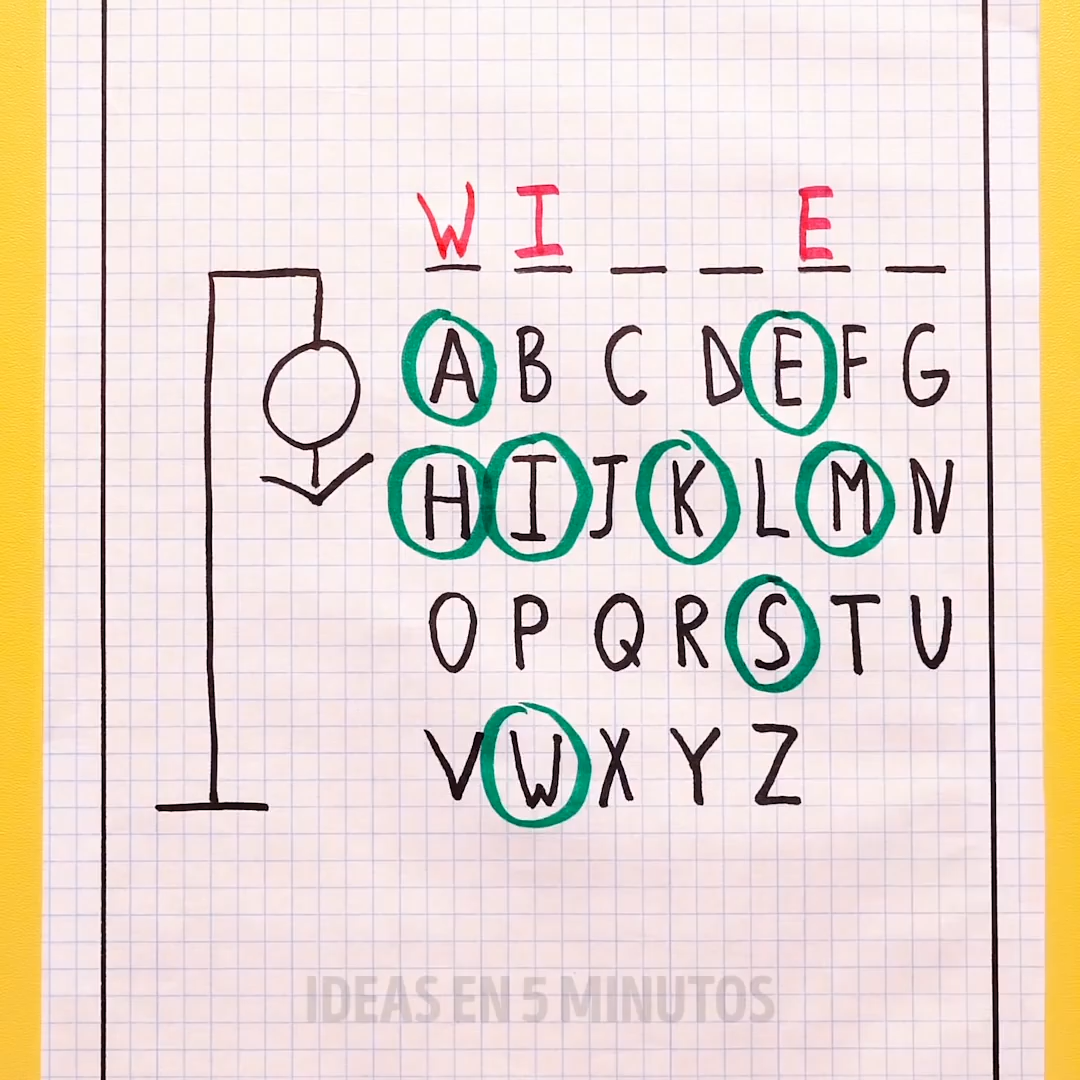 W I _ _ E _
A B C D E F G
H I J K L M N
O P Q R S T U
V W X Y Z
IDEAS EN 5 MINUTOS